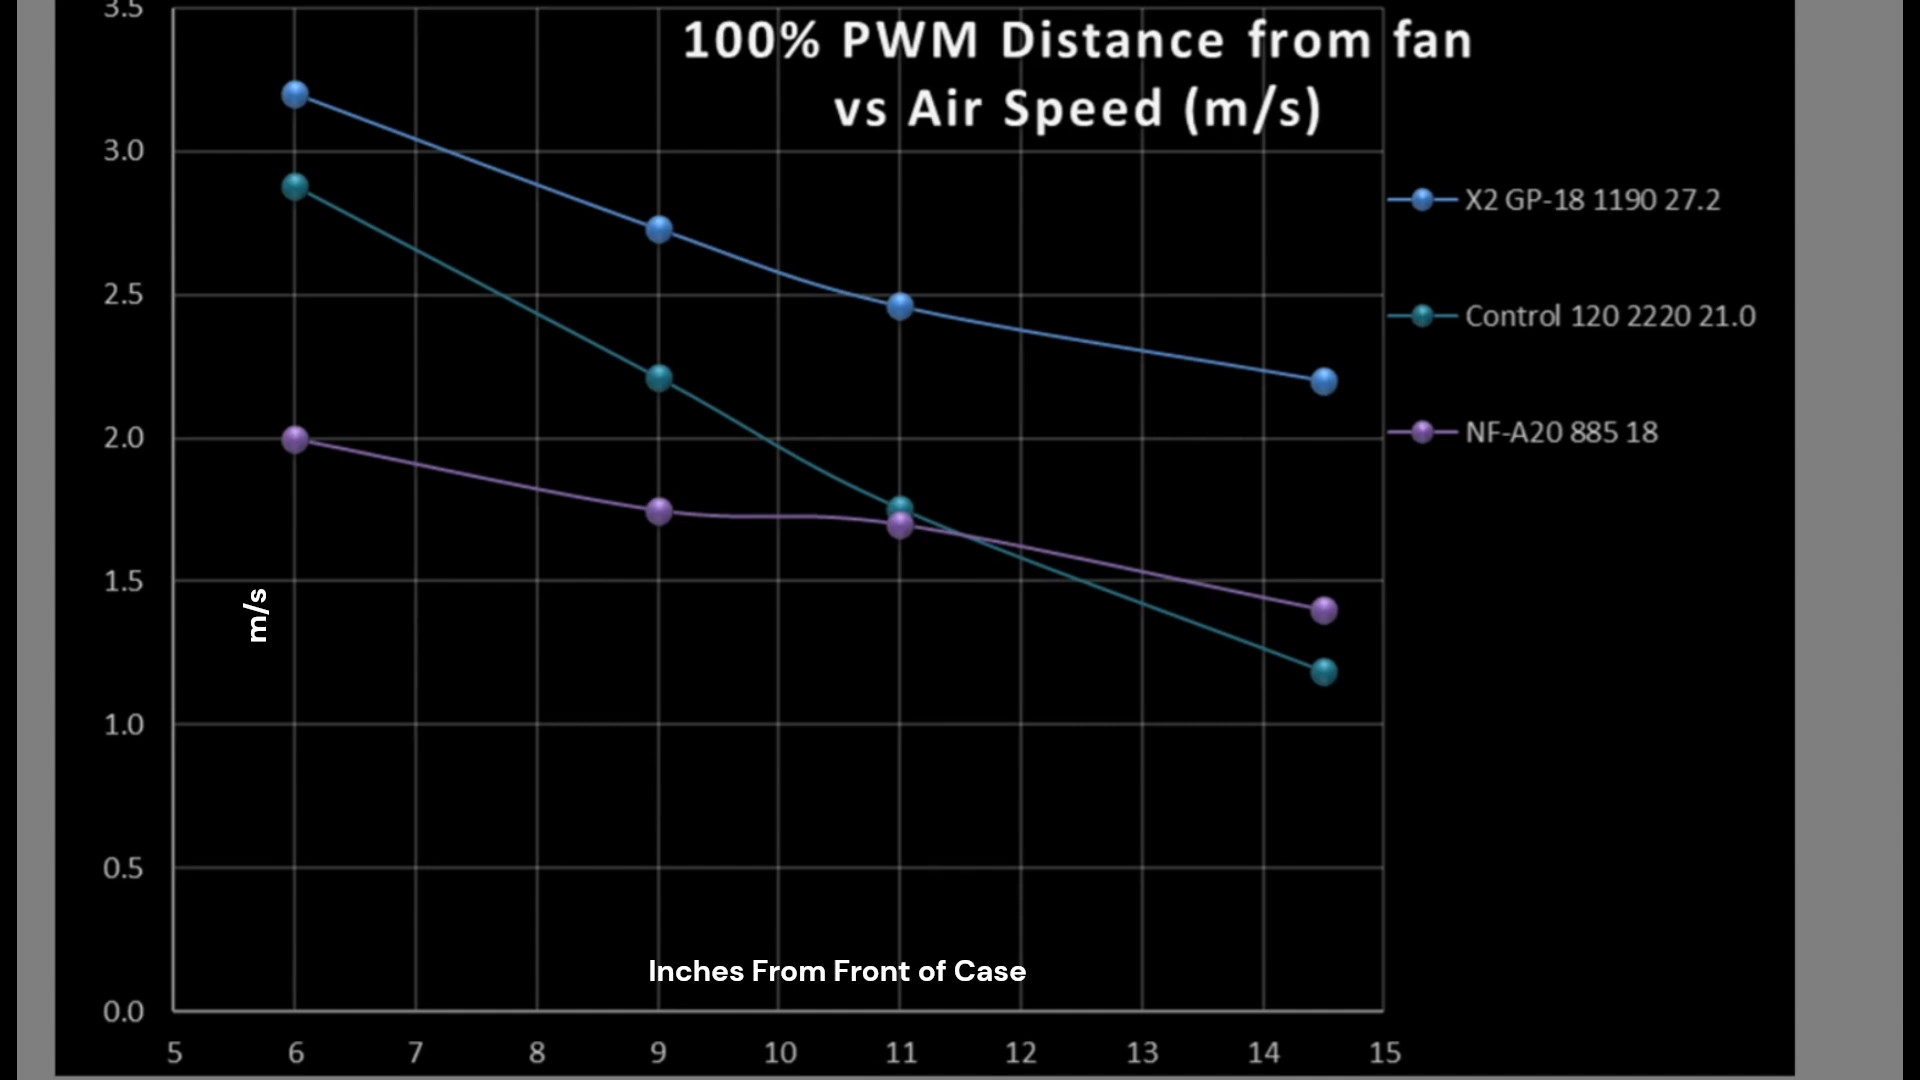 100% PWM Distance from fan
vs Air Speed (m/s)
3.5
3.0
2.5
2.0
1.5
1.0
0.5
0.0
m/s
X2 GP-18 1190 27.2
Control 120 2220 21.0
NF-A20 885 18
Inches From Front of Case
5 6 7 8 9 10 11 12 13 14 15